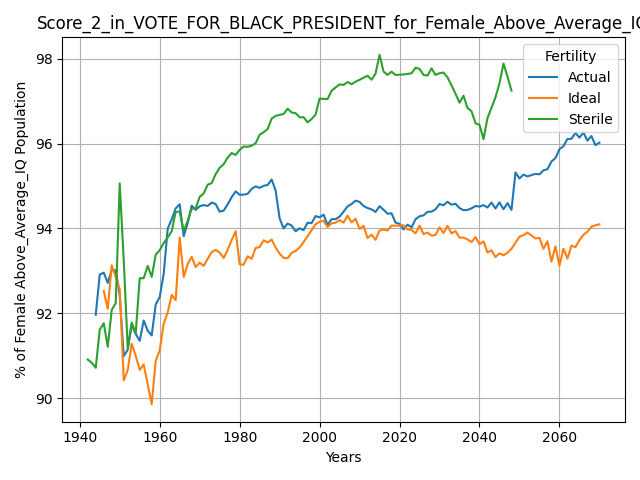 Score_2_in_VOTE_FOR_BLACK_PRESIDENT_for_Female_Above_Average_IQ
Fertility
Actual
Ideal
Sterile
% of Female Above_Average_IQ Population
98
96
94
92
90
1940 1960 1980 2000 2020 2040 2060
Years